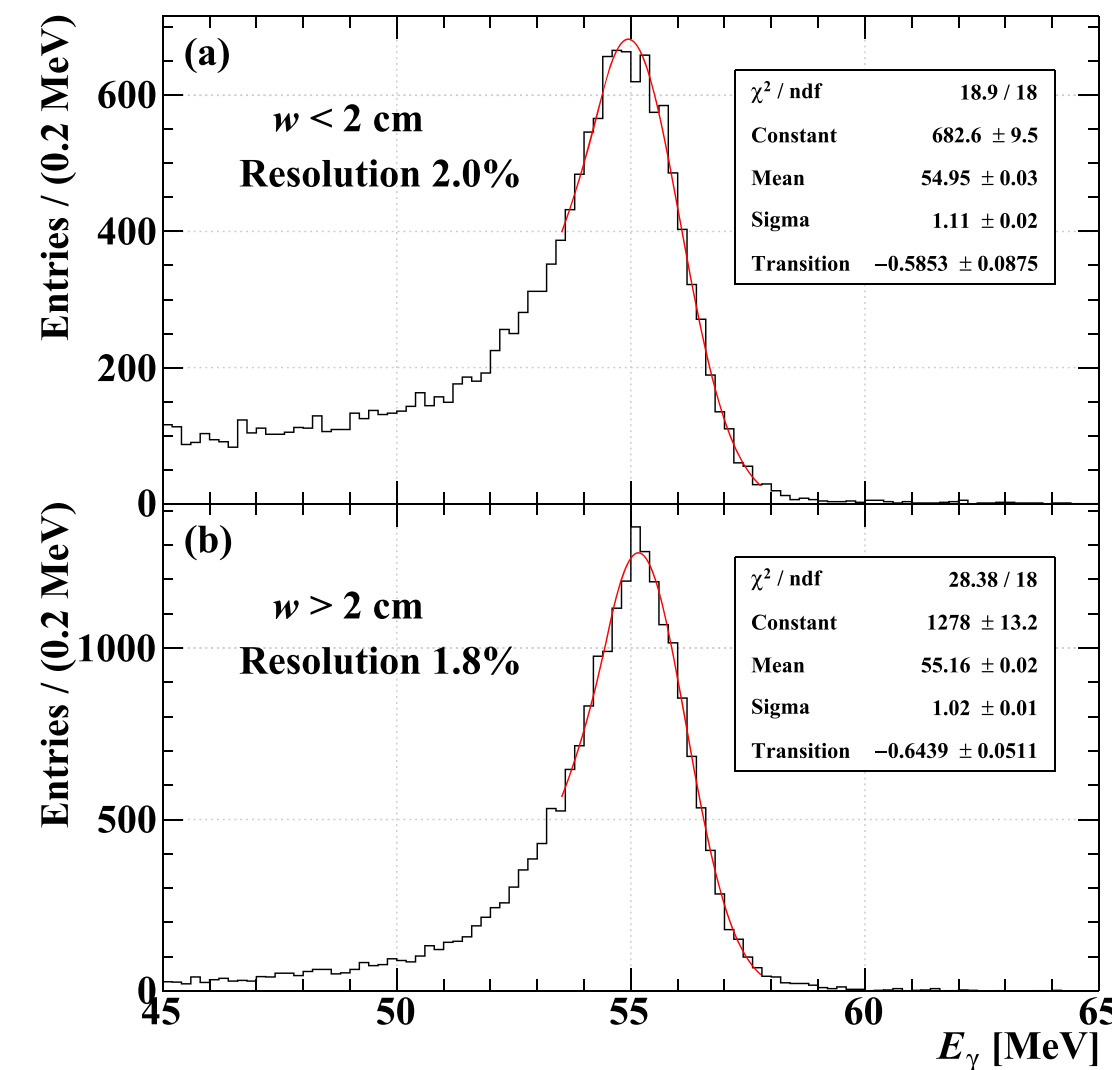 (a)
w < 2 cm
Resolution 2.0%
χ² / ndf 18.9 / 18
Constant 682.6 ± 9.5
Mean 54.95 ± 0.03
Sigma 1.11 ± 0.02
Transition −0.5853 ± 0.0875
Entries / (0.2 MeV)
600
400
200
0
(b)
w > 2 cm
Resolution 1.8%
χ² / ndf 28.38 / 18
Constant 1278 ± 13.2
Mean 55.16 ± 0.02
Sigma 1.02 ± 0.01
Transition −0.6439 ± 0.0511
Entries / (0.2 MeV)
1000
500
0
45 50 55 60 65
Eγ [MeV]